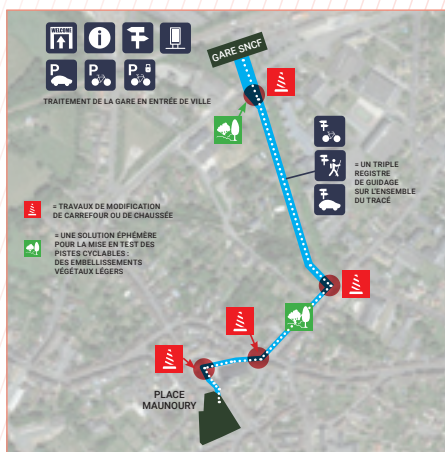 WELCOME
P
P
P
TRAITEMENT DE LA GARE EN ENTRÉE DE VILLE
GARE SNCF
= UN TRIPLE
REGISTRE
DE GUIDAGE
SUR L'ENSEMBLE
DU TRACÉ
= TRAVAUX DE MODIFICATION
DE CARREFOUR OU DE CHAUSSÉE
= UNE SOLUTION ÉPHÉMÈRE
POUR LA MISE EN TEST DES
PISTES CYCLABLES :
DES EMBELLISSEMENTS
VÉGÉTAUX LÉGERS
PLACE
MAUNOURY